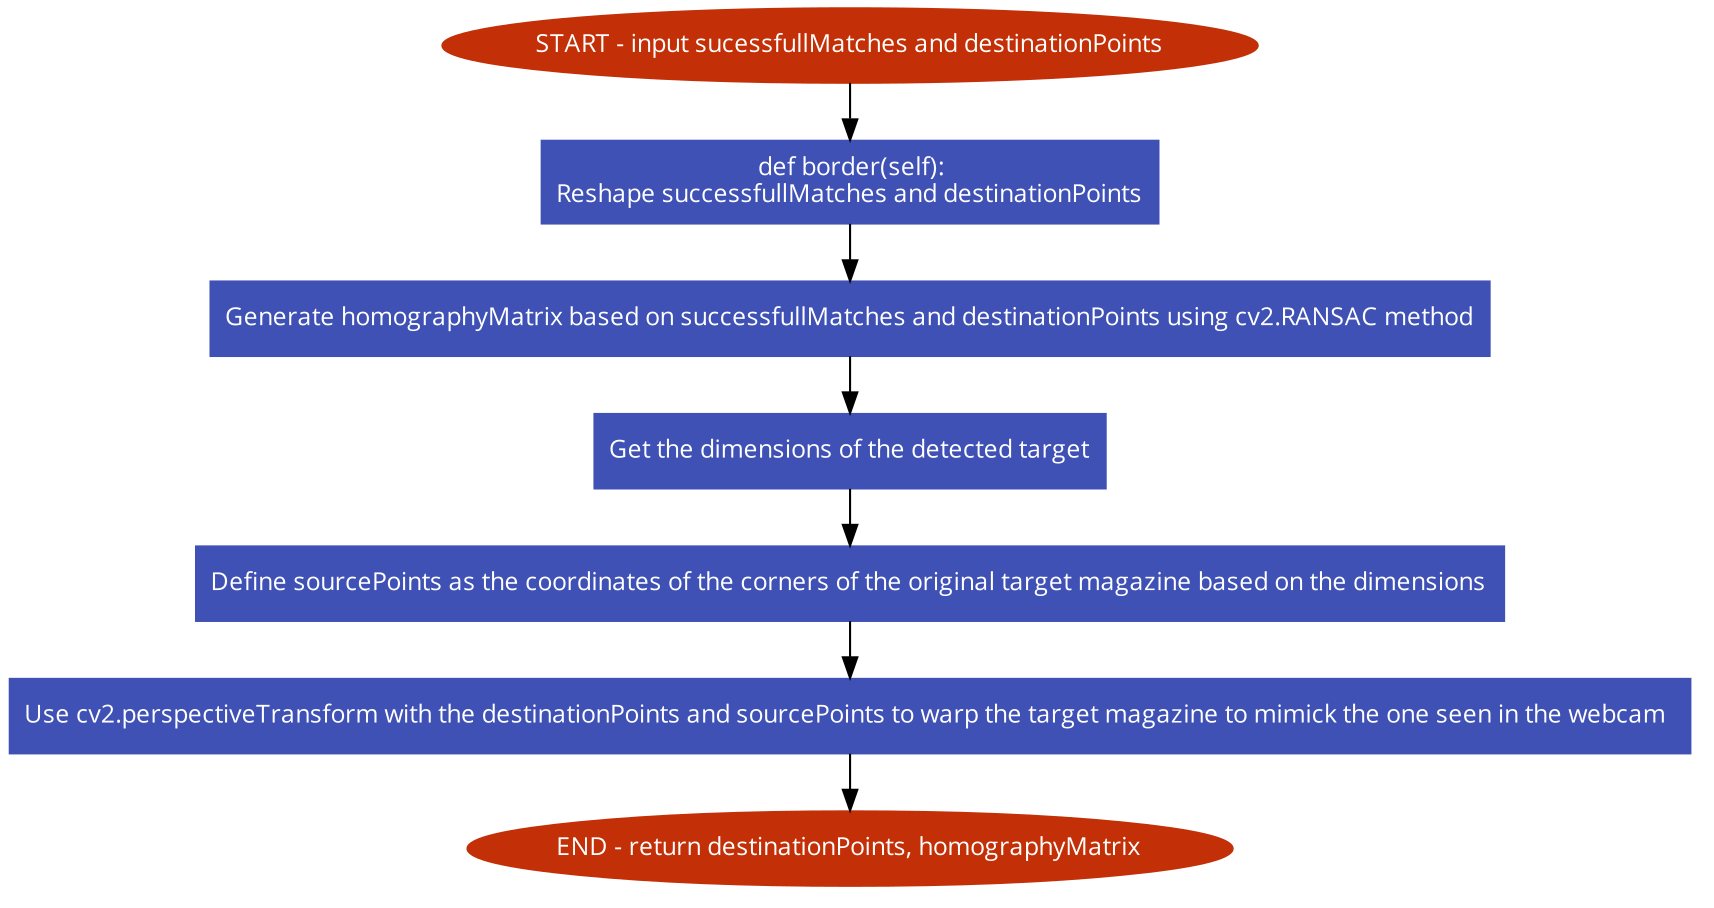 START - input sucessfullMatches and destinationPoints
def border(self):
Reshape successfullMatches and destinationPoints
Generate homographyMatrix based on successfullMatches and destinationPoints using cv2.RANSAC method
Get the dimensions of the detected target
Define sourcePoints as the coordinates of the corners of the original target magazine based on the dimensions
Use cv2.perspectiveTransform with the destinationPoints and sourcePoints to warp the target magazine to mimick the one seen in the webcam
END - return destinationPoints, homographyMatrix